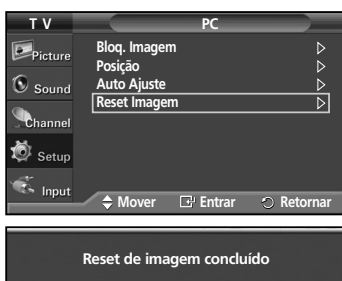 T V PC
Picture
Sound
Channel
Setup
Input
Bloq. Imagem
Posição
Auto Ajuste
Reset Imagem
Mover Entrar Retornar
Reset de imagem concluído